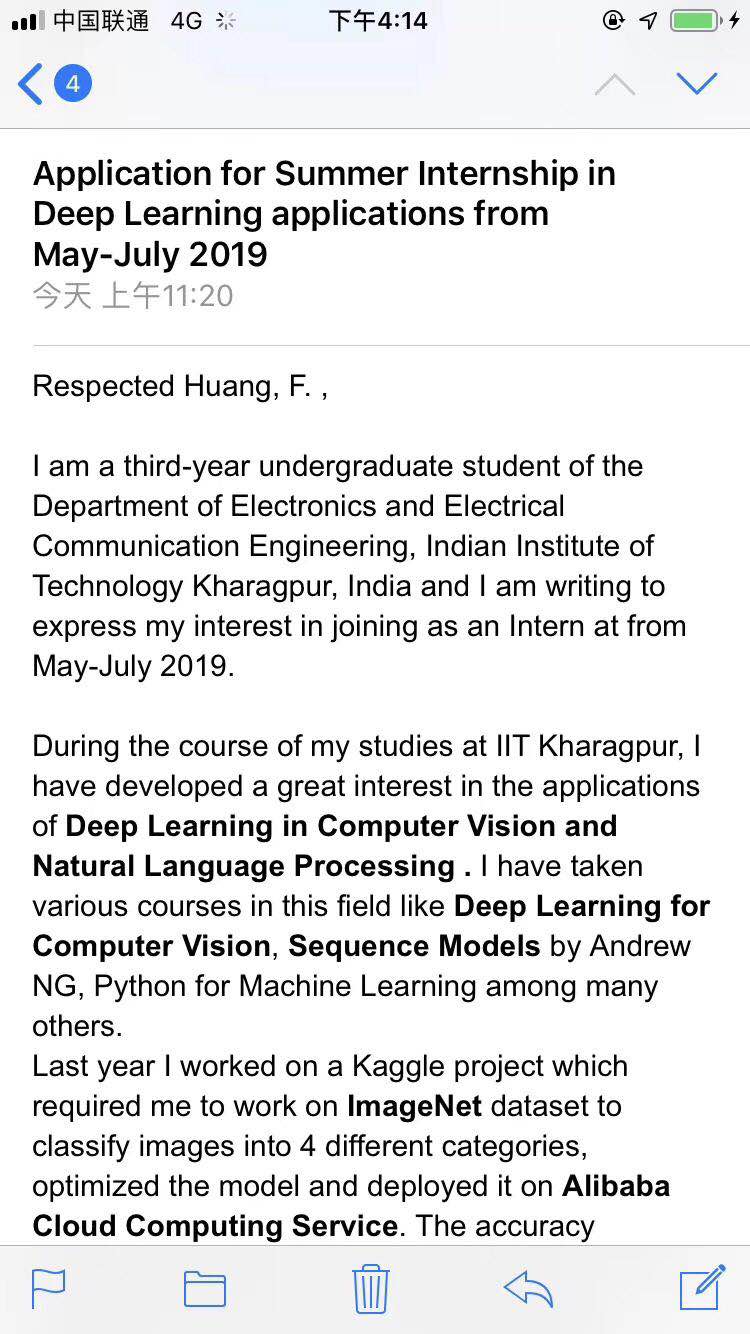 中国联通 4G 下午4:14
4
Application for Summer Internship in
Deep Learning applications from
May-July 2019
今天 上午11:20
Respected Huang, F. ,
I am a third-year undergraduate student of the
Department of Electronics and Electrical
Communication Engineering, Indian Institute of
Technology Kharagpur, India and I am writing to
express my interest in joining as an Intern at from
May-July 2019.
During the course of my studies at IIT Kharagpur, I
have developed a great interest in the applications
of Deep Learning in Computer Vision and
Natural Language Processing . I have taken
various courses in this field like Deep Learning for
Computer Vision, Sequence Models by Andrew
NG, Python for Machine Learning among many
others.
Last year I worked on a Kaggle project which
required me to work on ImageNet dataset to
classify images into 4 different categories,
optimized the model and deployed it on Alibaba
Cloud Computing Service. The accuracy